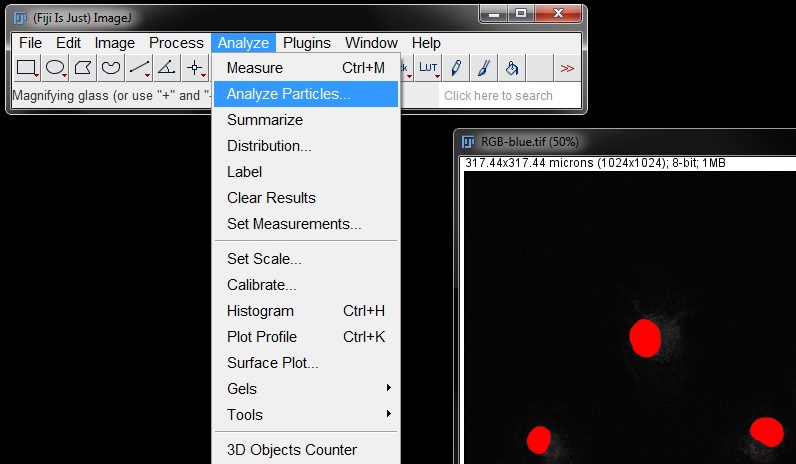 (Fiji Is Just) ImageJ
File Edit Image Process Analyze Plugins Window Help
LUT >>
Magnifying glass (or use "+" and "- Click here to search
Measure Ctrl+M
Analyze Particles...
Summarize
Distribution...
Label
Clear Results
Set Measurements...
Set Scale...
Calibrate...
Histogram Ctrl+H
Plot Profile Ctrl+K
Surface Plot...
Gels
Tools
3D Objects Counter
RGB-blue.tif (50%)
317.44x317.44 microns (1024x1024); 8-bit; 1MB